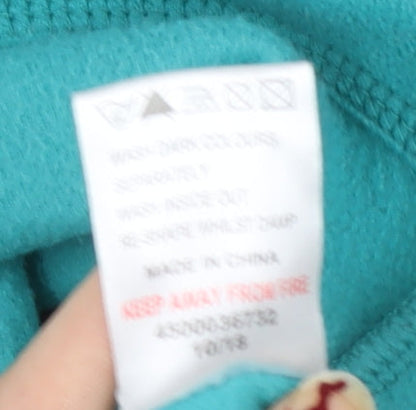 WASH DARK COLOURS
SEPARATELY
WASH INSIDE OUT
RE-SHAPE WHILST DAMP
MADE IN CHINA
KEEP AWAY FROM FIRE
4500036732
10/18